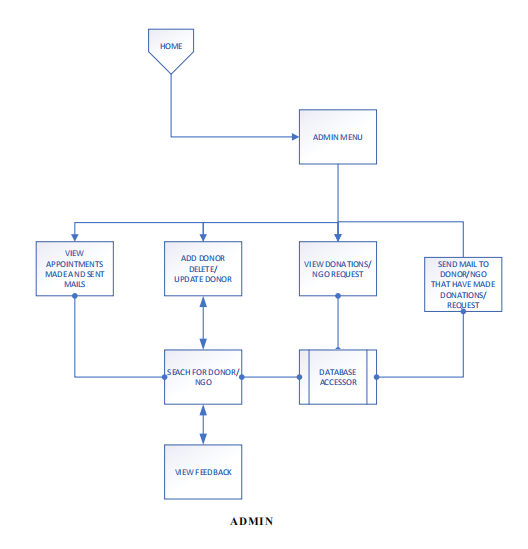 HOME
ADMIN MENU
VIEW
APPOINTMENTS
MADE AND SENT
MAILS
ADD DONOR
DELETE/
UPDATE DONOR
VIEW DONATIONS/
NGO REQUEST
SEND MAIL TO
DONOR/NGO
THAT HAVE MADE
DONATIONS/
REQUEST
SEACH FOR DONOR/
NGO
DATABASE
ACCESSOR
VIEW FEEDBACK
ADMIN